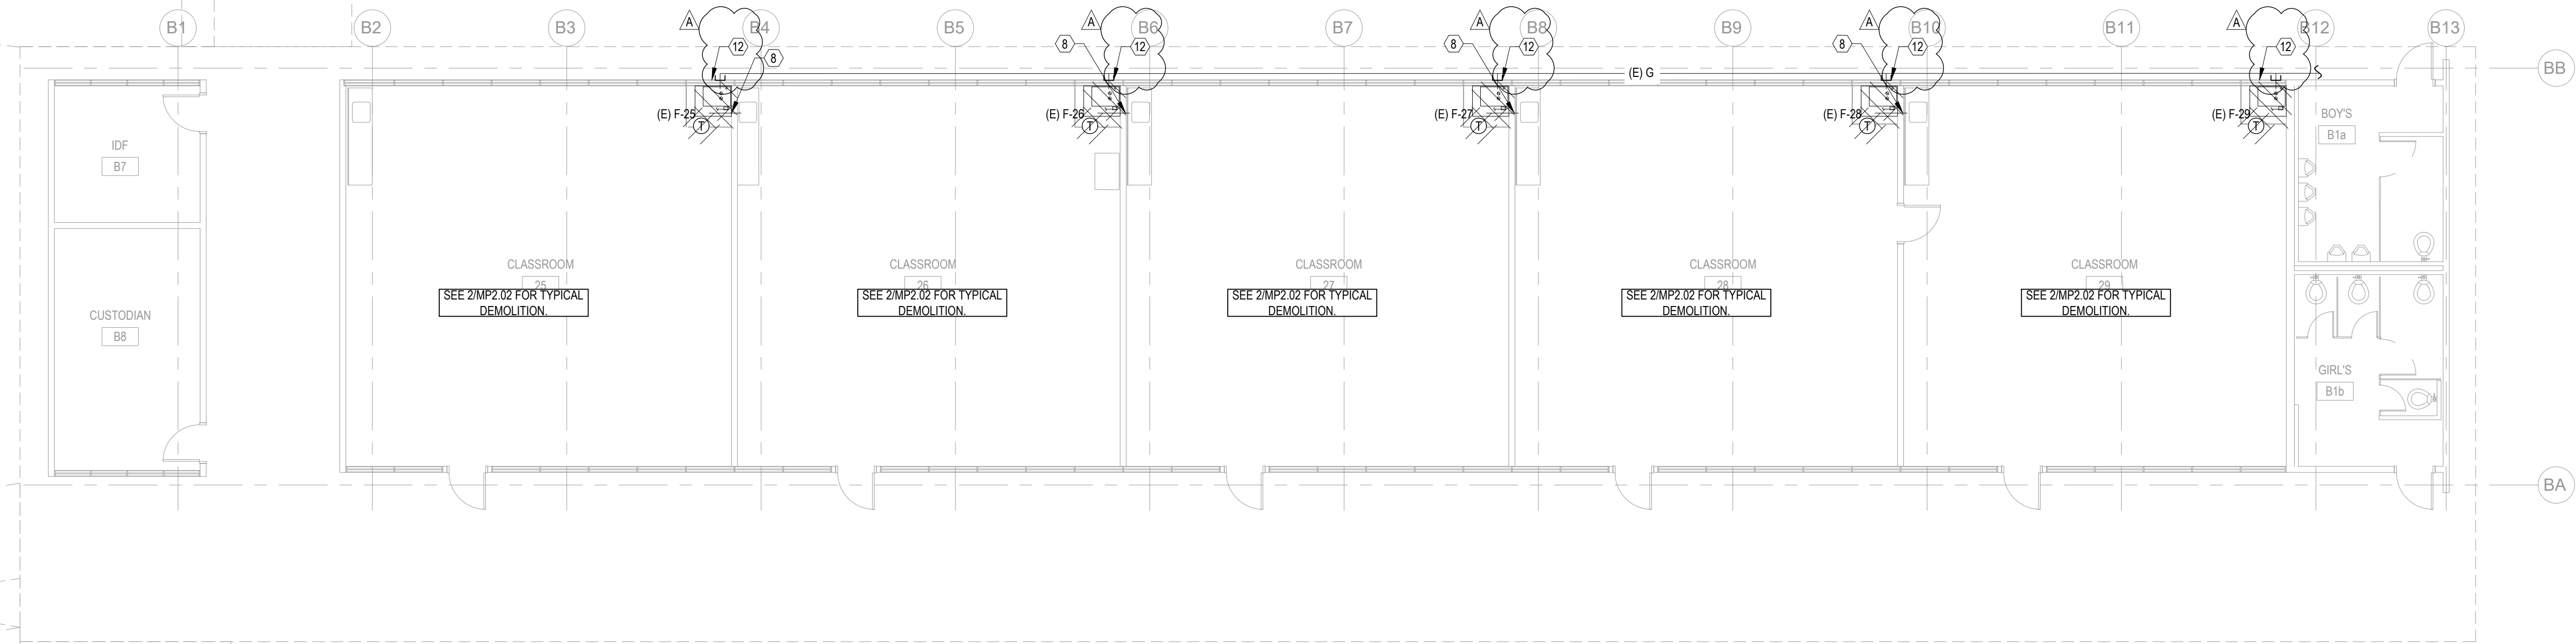 B1 B2 B3 B4 B5 B6 B7 B8 B9 B10 B11 B12 B13
A A A A A
12 12 12 12 12
8 8 8 8
BB
(E) G
(E) F-25 (E) F-26 (E) F-27 (E) F-28 (E) F-29
T T T T T
IDF
B7
BOY'S
B1a
CLASSROOM
25
SEE 2/MP2.02 FOR TYPICAL
DEMOLITION.
CLASSROOM
26
SEE 2/MP2.02 FOR TYPICAL
DEMOLITION.
CLASSROOM
27
SEE 2/MP2.02 FOR TYPICAL
DEMOLITION.
CLASSROOM
28
SEE 2/MP2.02 FOR TYPICAL
DEMOLITION.
CLASSROOM
29
SEE 2/MP2.02 FOR TYPICAL
DEMOLITION.
CUSTODIAN
B8
GIRL'S
B1b
BA